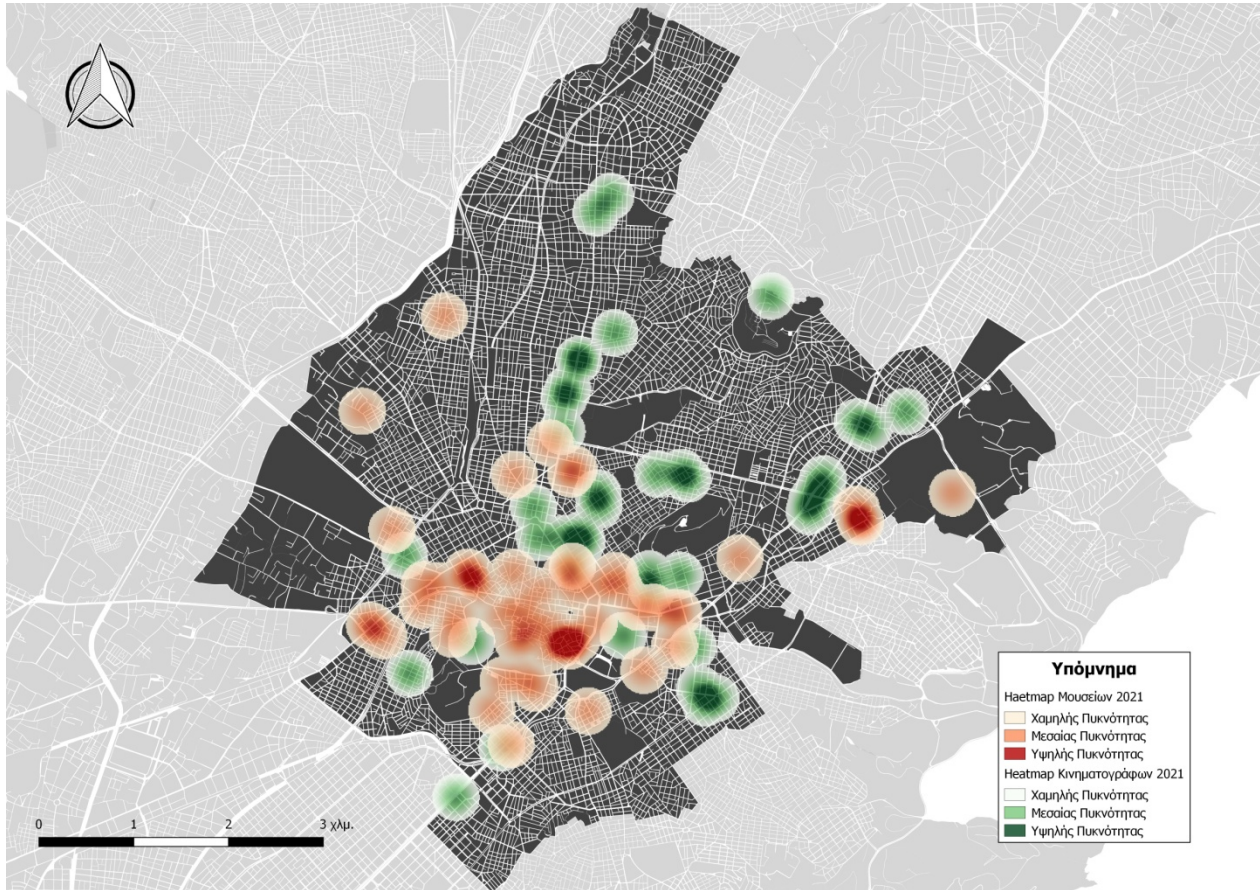 Υπόμνημα
Haetmap Μουσείων 2021
Χαμηλής Πυκνότητας
Μεσαίας Πυκνότητας
Υψηλής Πυκνότητας
Heatmap Κινηματογράφων 2021
Χαμηλής Πυκνότητας
Μεσαίας Πυκνότητας
Υψηλής Πυκνότητας
0 1 2 3 χλμ.